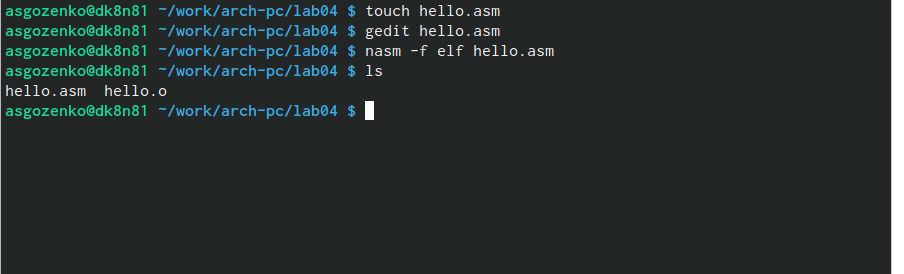 asgozenko@dk8n81 ~/work/arch-pc/lab04 $ touch hello.asm
asgozenko@dk8n81 ~/work/arch-pc/lab04 $ gedit hello.asm
asgozenko@dk8n81 ~/work/arch-pc/lab04 $ nasm -f elf hello.asm
asgozenko@dk8n81 ~/work/arch-pc/lab04 $ ls
hello.asm  hello.o
asgozenko@dk8n81 ~/work/arch-pc/lab04 $